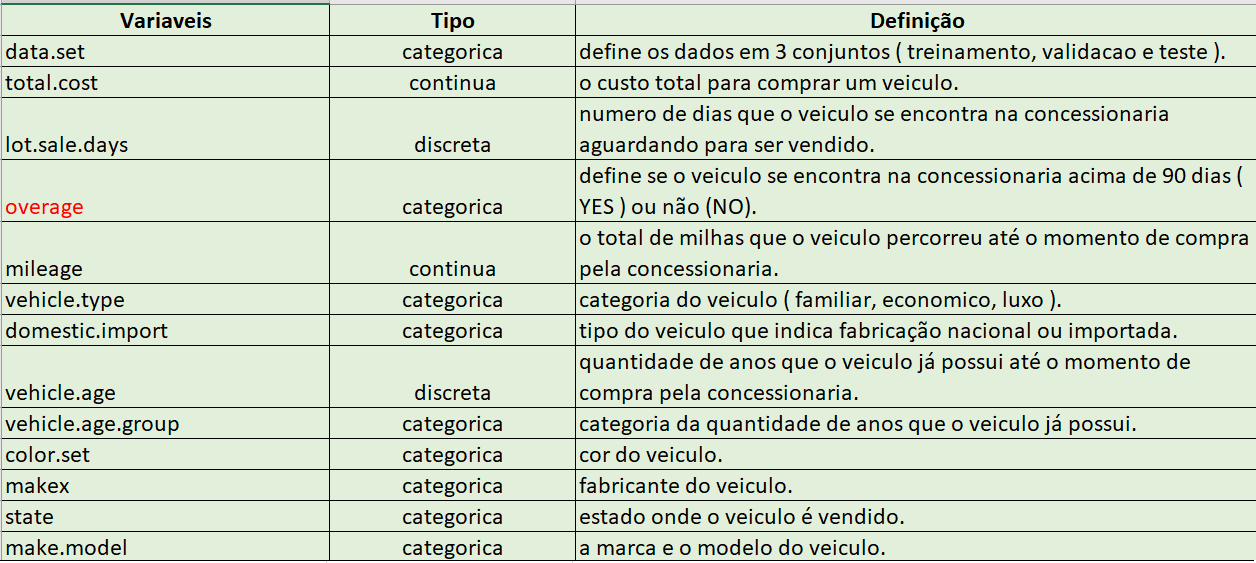 Variaveis Tipo Definição
data.set categorica define os dados em 3 conjuntos ( treinamento, validacao e teste ).
total.cost continua o custo total para comprar um veiculo.
numero de dias que o veiculo se encontra na concessionaria
lot.sale.days discreta aguardando para ser vendido.
define se o veiculo se encontra na concessionaria acima de 90 dias (
overage categorica YES ) ou não (NO).
o total de milhas que o veiculo percorreu até o momento de compra
mileage continua pela concessionaria.
vehicle.type categorica categoria do veiculo ( familiar, economico, luxo ).
domestic.import categorica tipo do veiculo que indica fabricação nacional ou importada.
quantidade de anos que o veiculo já possui até o momento de
vehicle.age discreta compra pela concessionaria.
vehicle.age.group categorica categoria da quantidade de anos que o veiculo já possui.
color.set categorica cor do veiculo.
makex categorica fabricante do veiculo.
state categorica estado onde o veiculo é vendido.
make.model categorica a marca e o modelo do veiculo.